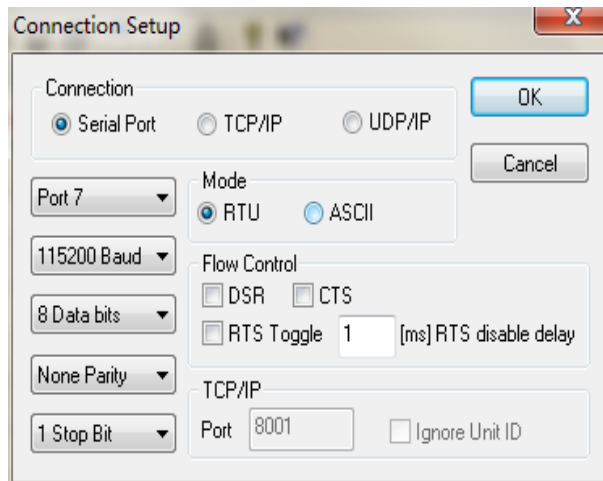 Connection Setup
X
Connection
Serial Port TCP/IP UDP/IP
OK
Cancel
Port 7
115200 Baud
8 Data bits
None Parity
1 Stop Bit
Mode
RTU ASCII
Flow Control
DSR CTS
RTS Toggle 1 [ms] RTS disable delay
TCP/IP
Port 8001 Ignore Unit ID